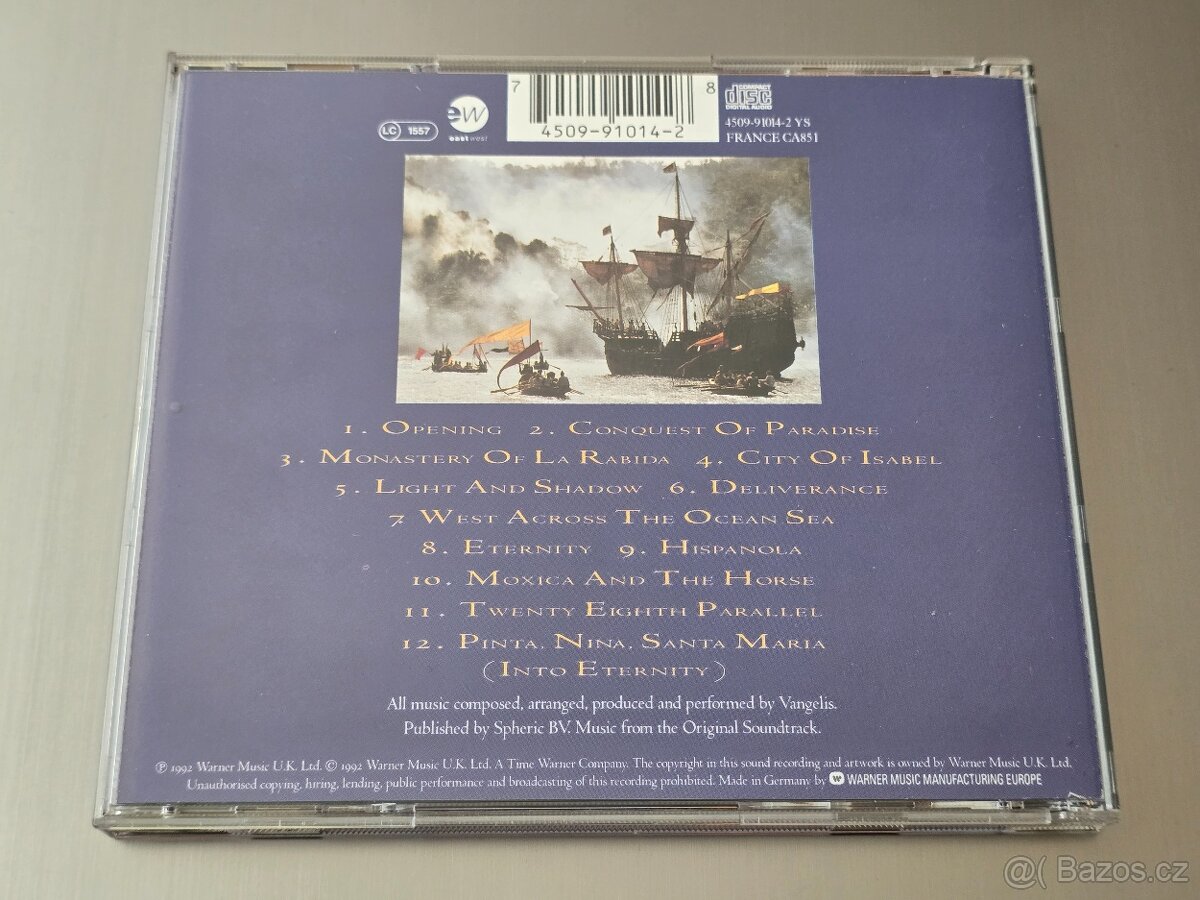 7 8
4509-91014-2
LC 1557
ew
eastwest
COMPACT
disc
DIGITAL AUDIO
4509-91014-2 YS
FRANCE CA851
1. Opening 2. Conquest Of Paradise
3. Monastery Of La Rabida 4. City Of Isabel
5. Light And Shadow 6. Deliverance
7. West Across The Ocean Sea
8. Eternity 9. Hispanola
10. Moxica And The Horse
11. Twenty Eighth Parallel
12. Pinta, Nina, Santa Maria
(Into Eternity)
All music composed, arranged, produced and performed by Vangelis.
Published by Spheric BV. Music from the Original Soundtrack.
℗ 1992 Warner Music U.K. Ltd. © 1992 Warner Music U.K. Ltd. A Time Warner Company. The copyright in this sound recording and artwork is owned by Warner Music U.K. Ltd.
Unauthorised copying, hiring, lending, public performance and broadcasting of this recording prohibited. Made in Germany by WARNER MUSIC MANUFACTURING EUROPE
@( Bazos.cz